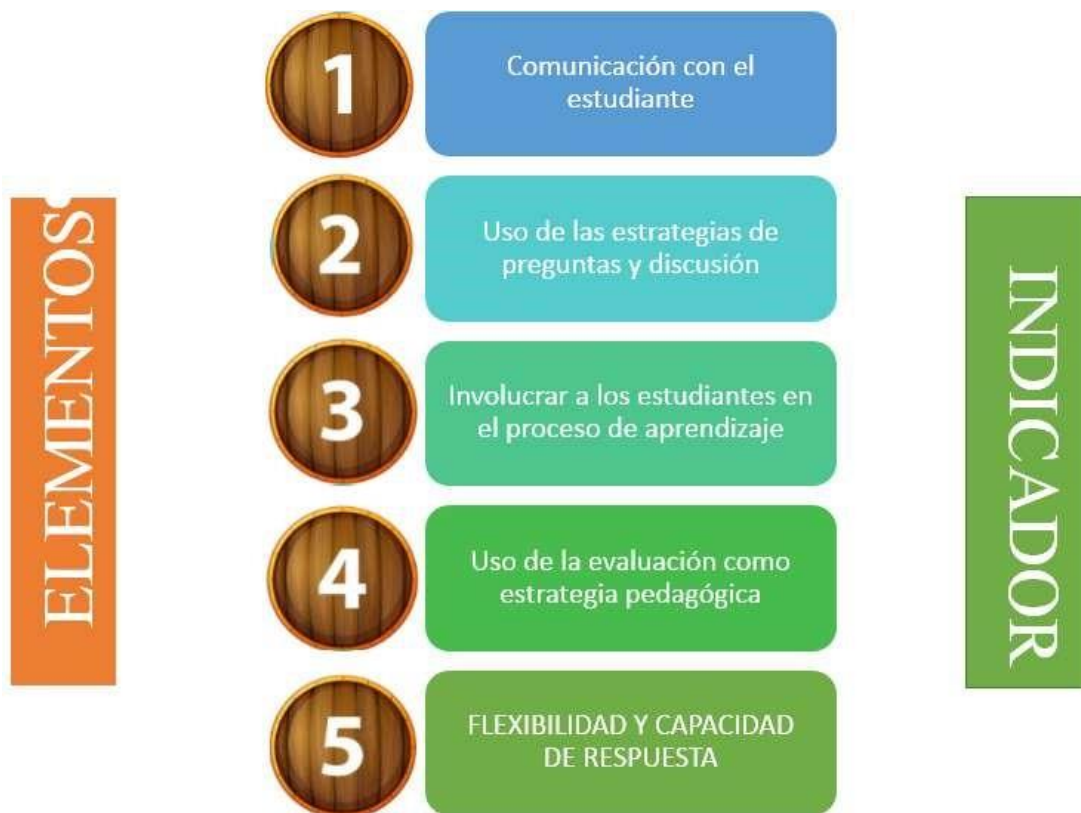 1
Comunicación con el
estudiante
ELEMENTOS
2
Uso de las estrategias de
preguntas y discusión
3
Involucrar a los estudiantes en
el proceso de aprendizaje
4
Uso de la evaluación como
estrategia pedagógica
5
FLEXIBILIDAD Y CAPACIDAD
DE RESPUESTA
INDICADOR